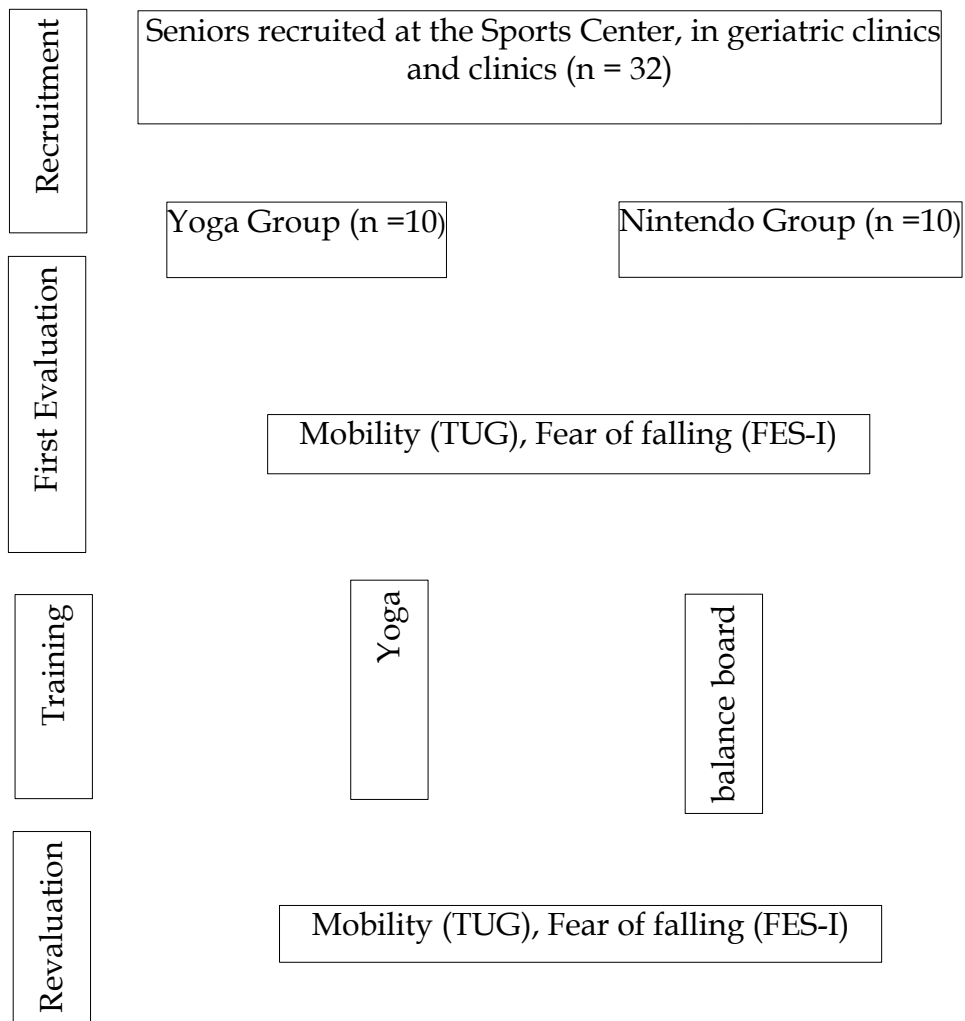 Recruitment
Seniors recruited at the Sports Center, in geriatric clinics
and clinics (n = 32)
Yoga Group (n =10)
Nintendo Group (n =10)
First Evaluation
Mobility (TUG), Fear of falling (FES-I)
Training
Yoga
balance board
Revaluation
Mobility (TUG), Fear of falling (FES-I)